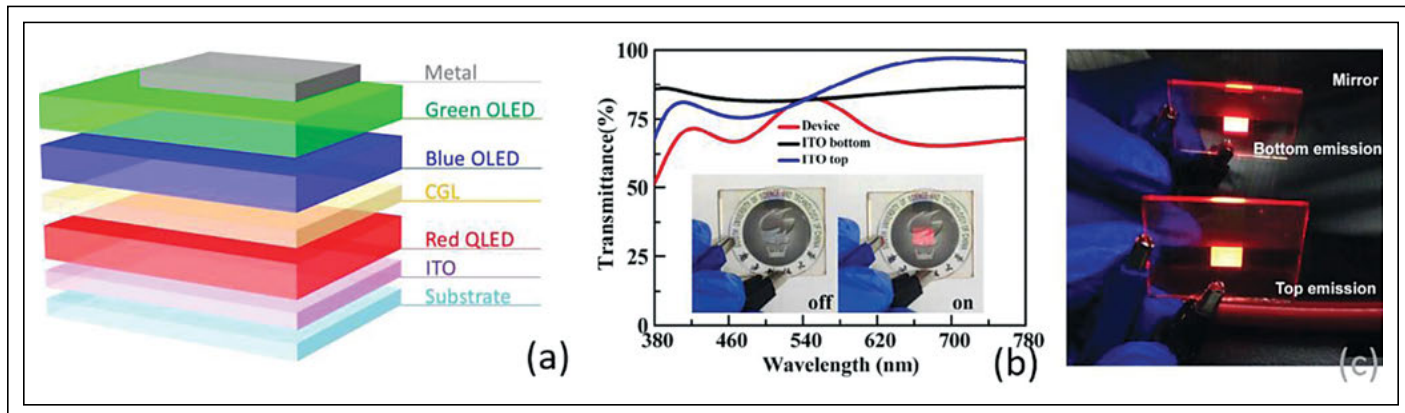 Metal
Green OLED
Blue OLED
CGL
Red QLED
ITO
Substrate
(a)
100
75
50
25
0
Transmittance(%)
Device
ITO bottom
ITO top
off
on
380
460
540
620
700
780
Wavelength (nm)
(b)
Mirror
Bottom emission
Top emission
(c)